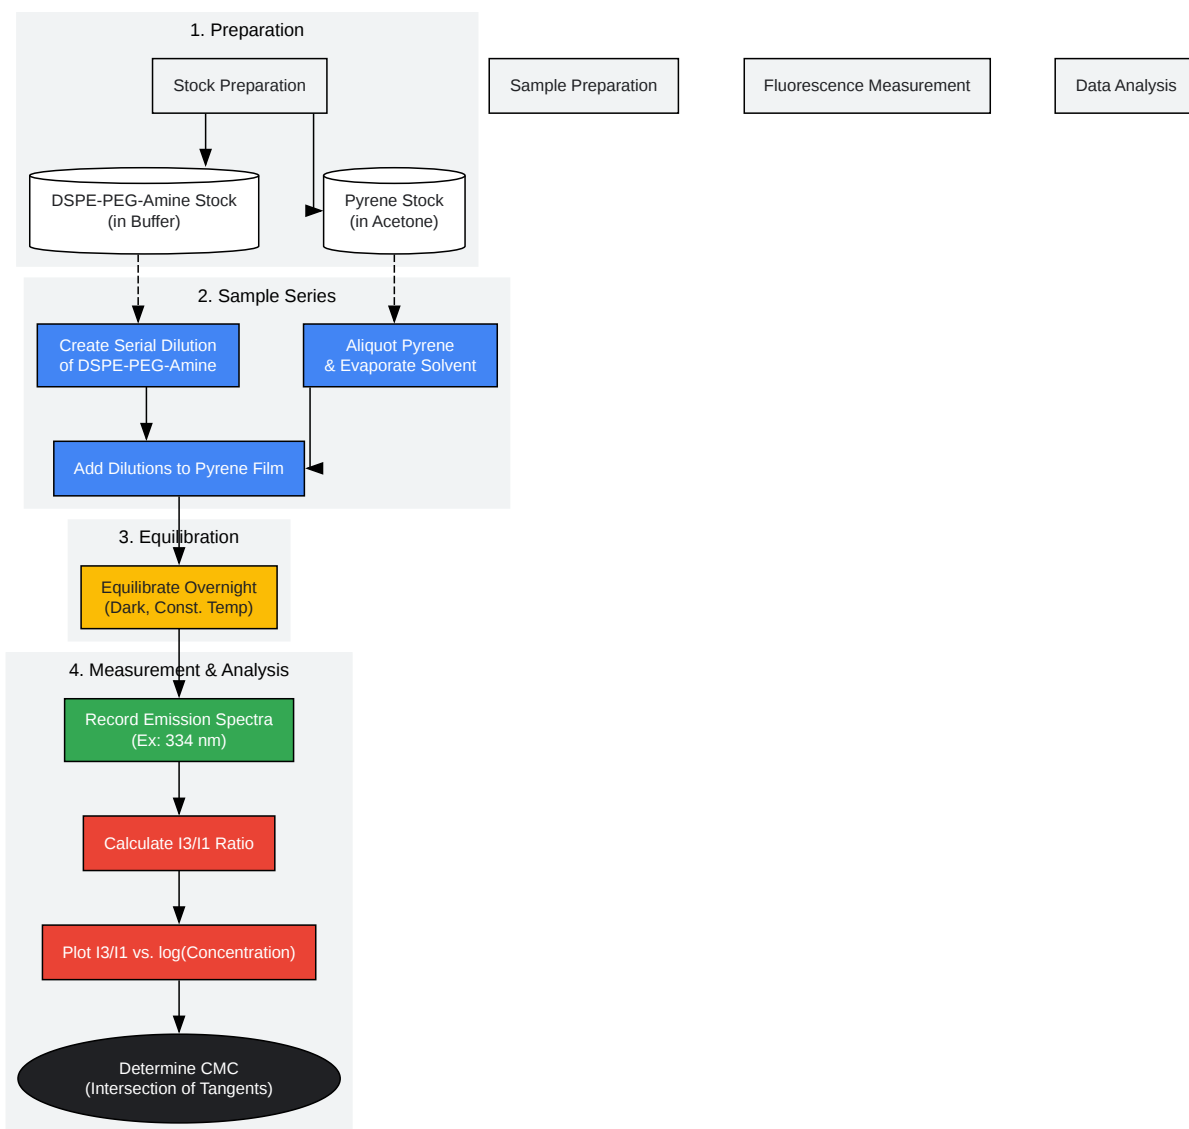 1. Preparation
Stock Preparation
Sample Preparation
Fluorescence Measurement
Data Analysis
DSPE-PEG-Amine Stock
(in Buffer)
Pyrene Stock
(in Acetone)
2. Sample Series
Create Serial Dilution
of DSPE-PEG-Amine
Aliquot Pyrene
& Evaporate Solvent
Add Dilutions to Pyrene Film
3. Equilibration
Equilibrate Overnight
(Dark, Const. Temp)
4. Measurement & Analysis
Record Emission Spectra
(Ex: 334 nm)
Calculate I3/I1 Ratio
Plot I3/I1 vs. log(Concentration)
Determine CMC
(Intersection of Tangents)